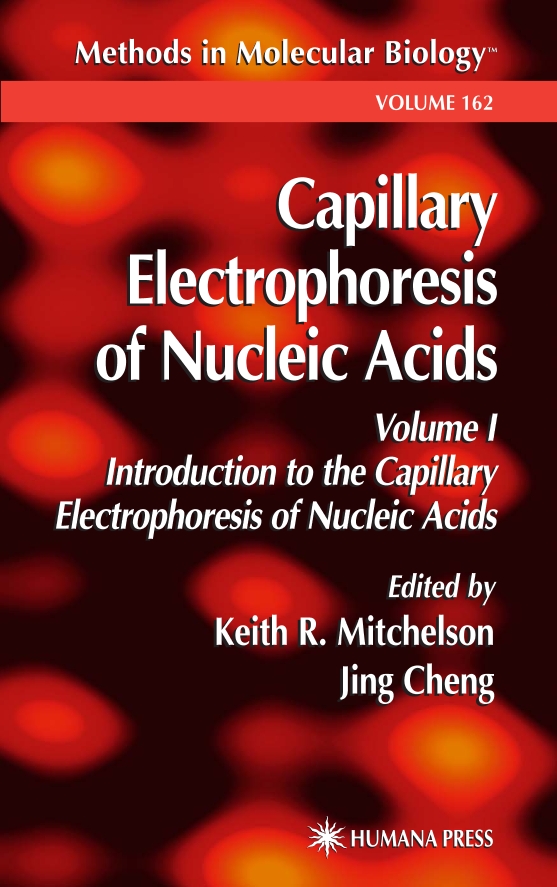 Methods in Molecular Biology™
VOLUME 162
Capillary
Electrophoresis
of Nucleic Acids
Volume I
Introduction to the Capillary
Electrophoresis of Nucleic Acids
Edited by
Keith R. Mitchelson
Jing Cheng
HUMANA PRESS